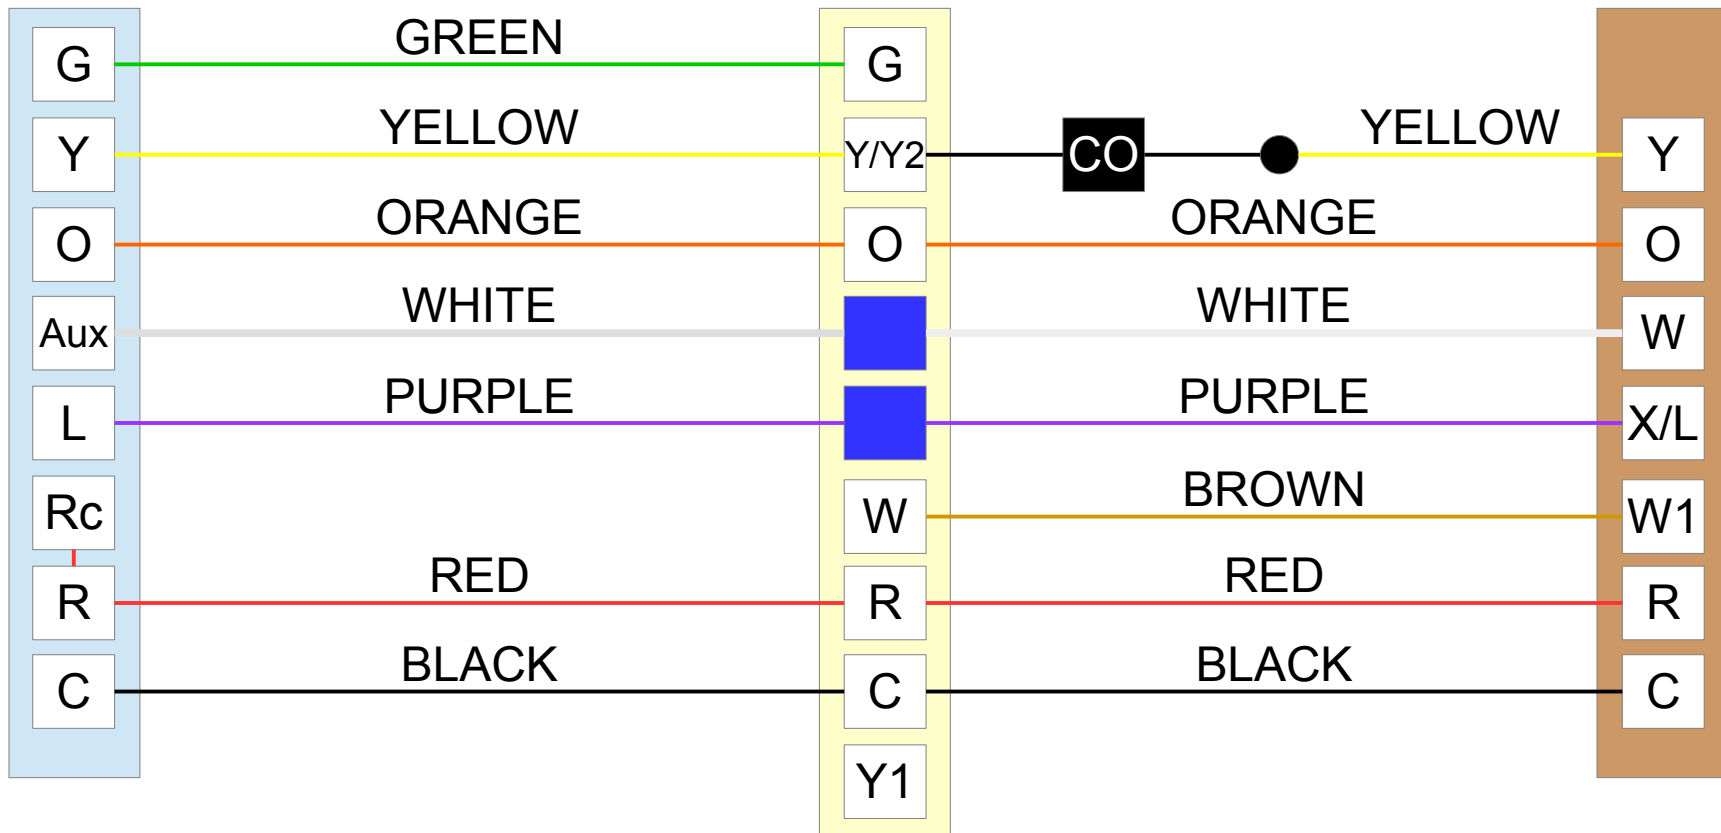 GREEN
G G
YELLOW YELLOW
Y Y/Y2 CO Y
ORANGE ORANGE
O O O
WHITE WHITE
Aux W
PURPLE PURPLE
L X/L
BROWN
Rc W W1
RED RED
R R R
BLACK BLACK
C C C
Y1